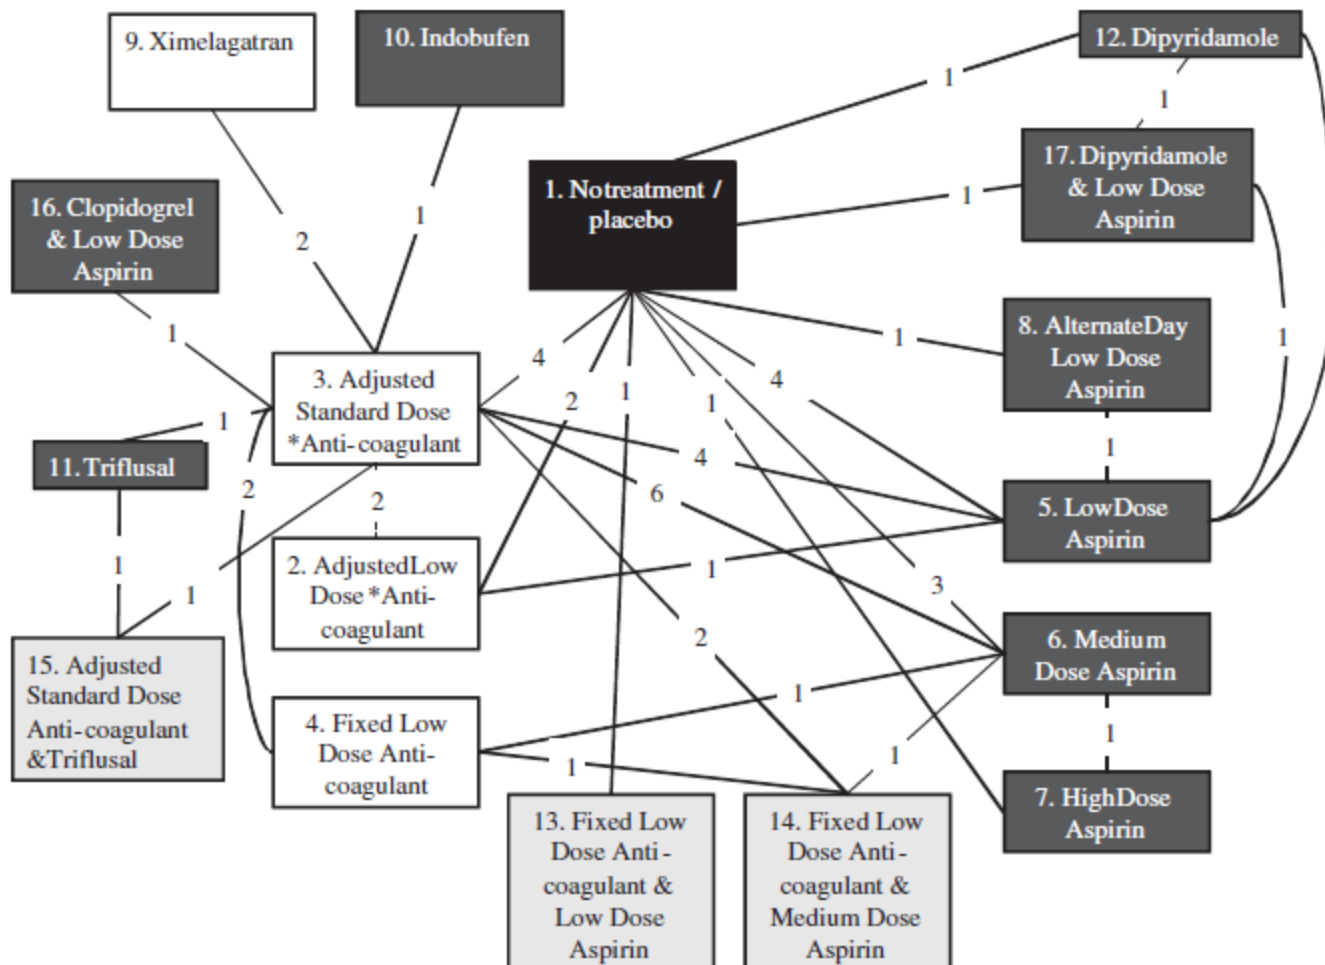 9. Ximelagatran
10. Indobufen
12. Dipyridamole
1
1
17. Dipyridamole
& Low Dose
Aspirin
1. Notreatment /
placebo
1
16. Clopidogrel
& Low Dose
Aspirin
1
2
8. AlternateDay
Low Dose
Aspirin
1
1
1
4
4
3. Adjusted
Standard Dose
*Anti-coagulant
1
2
1
1
1
11. Triflusal
4
2
2
6
5. LowDose
Aspirin
2. AdjustedLow
Dose *Anti-
coagulant
1
1
1
3
2
6. Medium
Dose Aspirin
15. Adjusted
Standard Dose
Anti-coagulant
&Triflusal
1
4. Fixed Low
Dose Anti-
coagulant
1
1
1
7. HighDose
Aspirin
13. Fixed Low
Dose Anti-
coagulant &
Low Dose
Aspirin
14. Fixed Low
Dose Anti-
coagulant &
Medium Dose
Aspirin